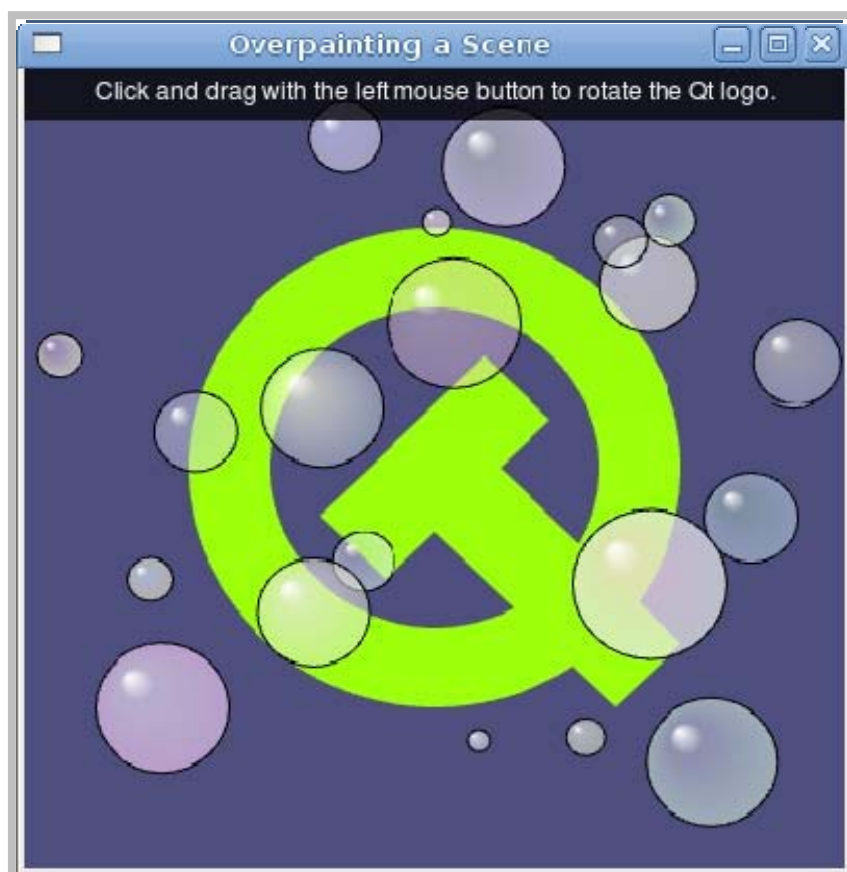 Overpainting a Scene
Click and drag with the left mouse button to rotate the Qt logo.